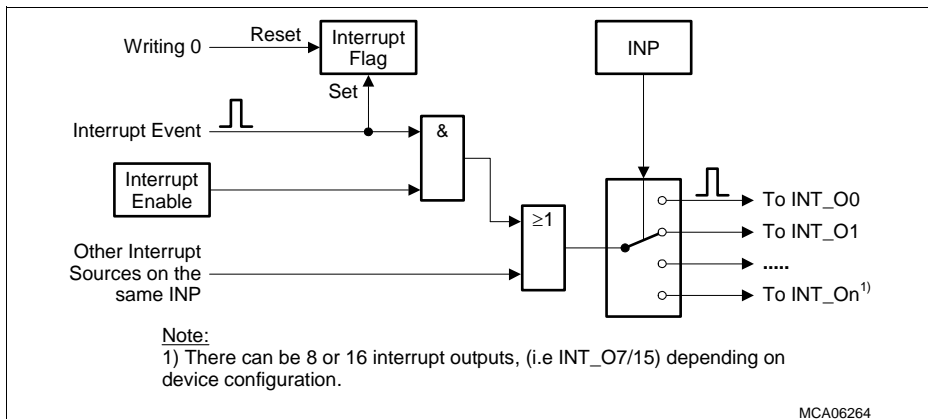 Writing 0
Reset
Interrupt
Flag
INP
Set
Interrupt Event
&
Interrupt
Enable
≥1
To INT_O0
To INT_O1
.....
To INT_On1)
Other Interrupt
Sources on the
same INP
Note:
1) There can be 8 or 16 interrupt outputs, (i.e INT_O7/15) depending on
device configuration.
MCA06264